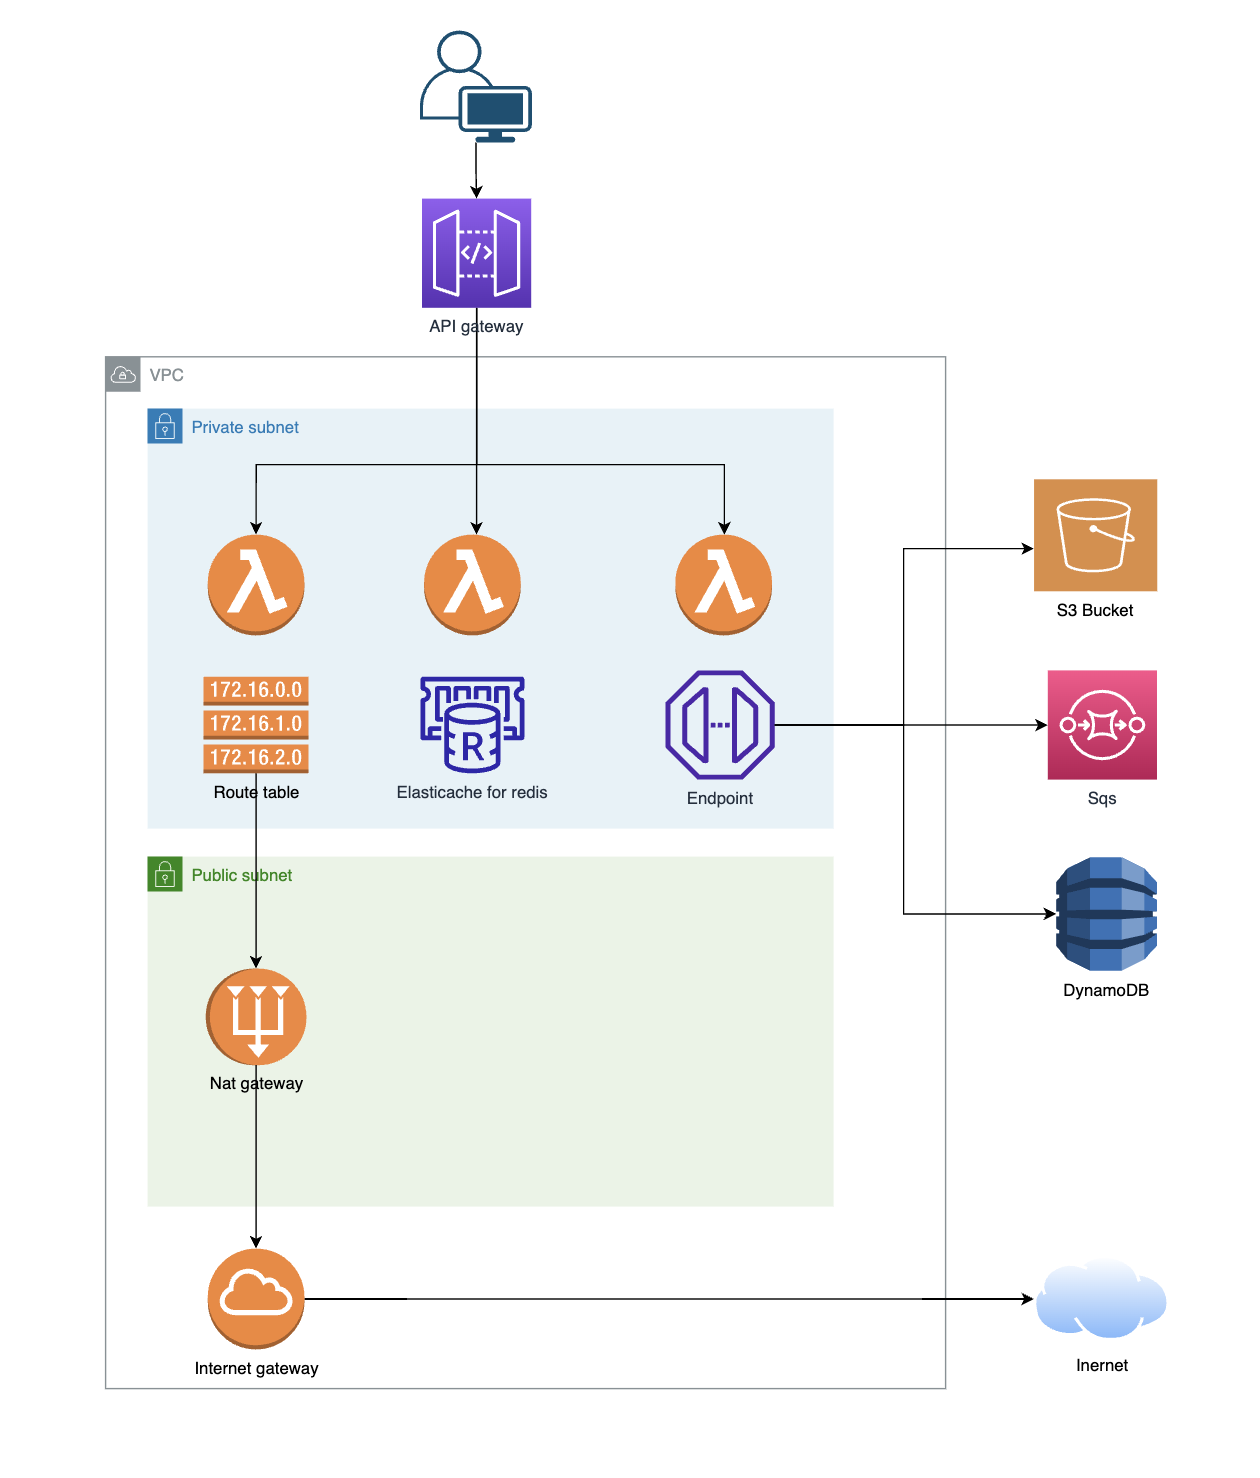 </>
API gateway
VPC
Private subnet
S3 Bucket
172.16.0.0
172.16.1.0
172.16.2.0
R
Route table
Elasticache for redis
Endpoint
Sqs
Public subnet
DynamoDB
Nat gateway
Internet gateway
Inernet